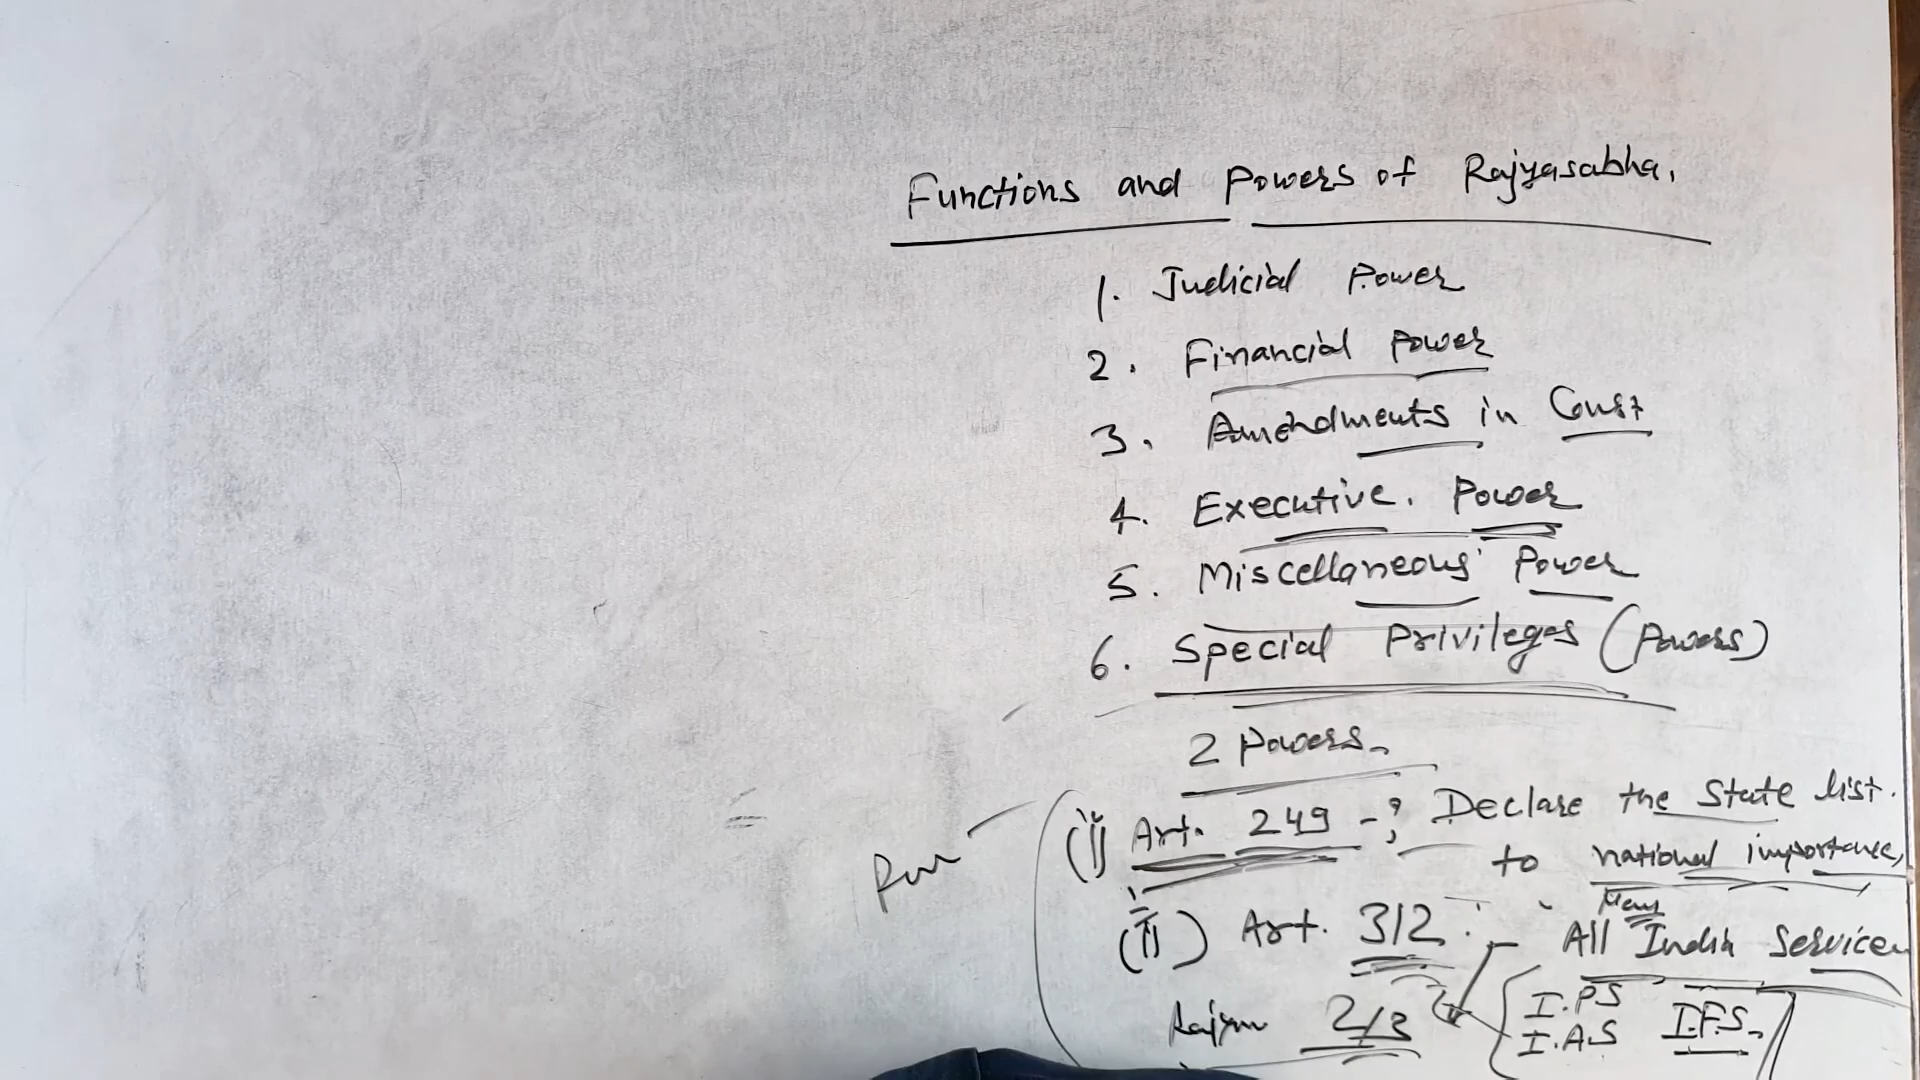 Functions and Powers of Rajyasabha.
1. Judicial Power
2. Financial Power
3. Amendments in Const
4. Executive. Power
5. Miscellaneous Power
6. Special Privileges (Powers)
2 Powers.
(i) Art. 249 - Declare the State list.
to national importance,
(ii) Art. 312 : - All India Services
2/3
I.P.S
I.A.S I.F.S.